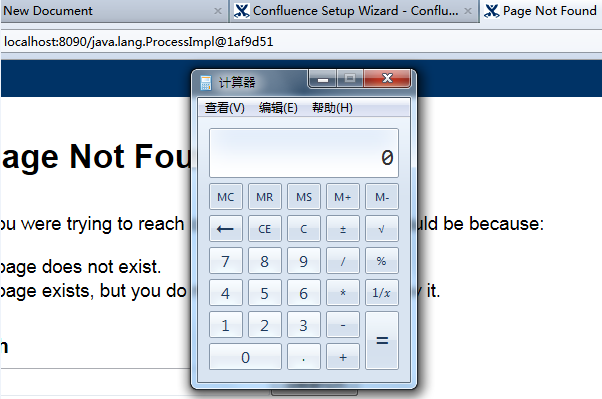 New Document
Confluence Setup Wizard - Conflu...
Page Not Found
localhost:8090/java.lang.ProcessImpl@1af9d51
计算器
查看(V) 编辑(E) 帮助(H)
0
MC MR MS M+ M-
← CE C ± √
7 8 9 / %
4 5 6 * 1/x
1 2 3 - =
0 . +
age Not Fou
ou were trying to reach
uld be because:
page does not exist.
page exists, but you do
y it.
n